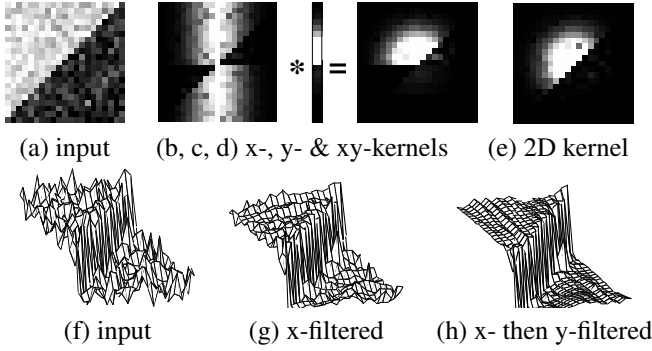 * =
(a) input (b, c, d) x-, y- & xy-kernels (e) 2D kernel
(f) input (g) x-filtered (h) x- then y-filtered